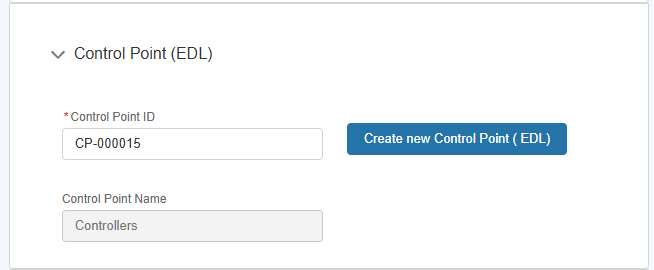 Control Point (EDL)
* Control Point ID
CP-000015
Create new Control Point ( EDL)
Control Point Name
Controllers